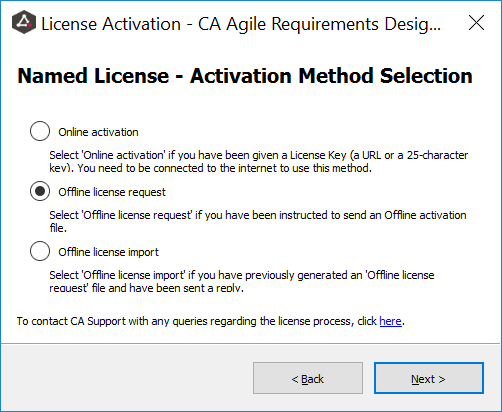 License Activation - CA Agile Requirements Desig...
Named License - Activation Method Selection
Online activation
Select 'Online activation' if you have been given a License Key (a URL or a 25-character
key). You need to be connected to the internet to use this method.
Offline license request
Select 'Offline license request' if you have been instructed to send an Offline activation
file.
Offline license import
Select 'Offline license import' if you have previously generated an 'Offline license
request' file and have been sent a reply.
To contact CA Support with any queries regarding the license process, click here.
< Back
Next >